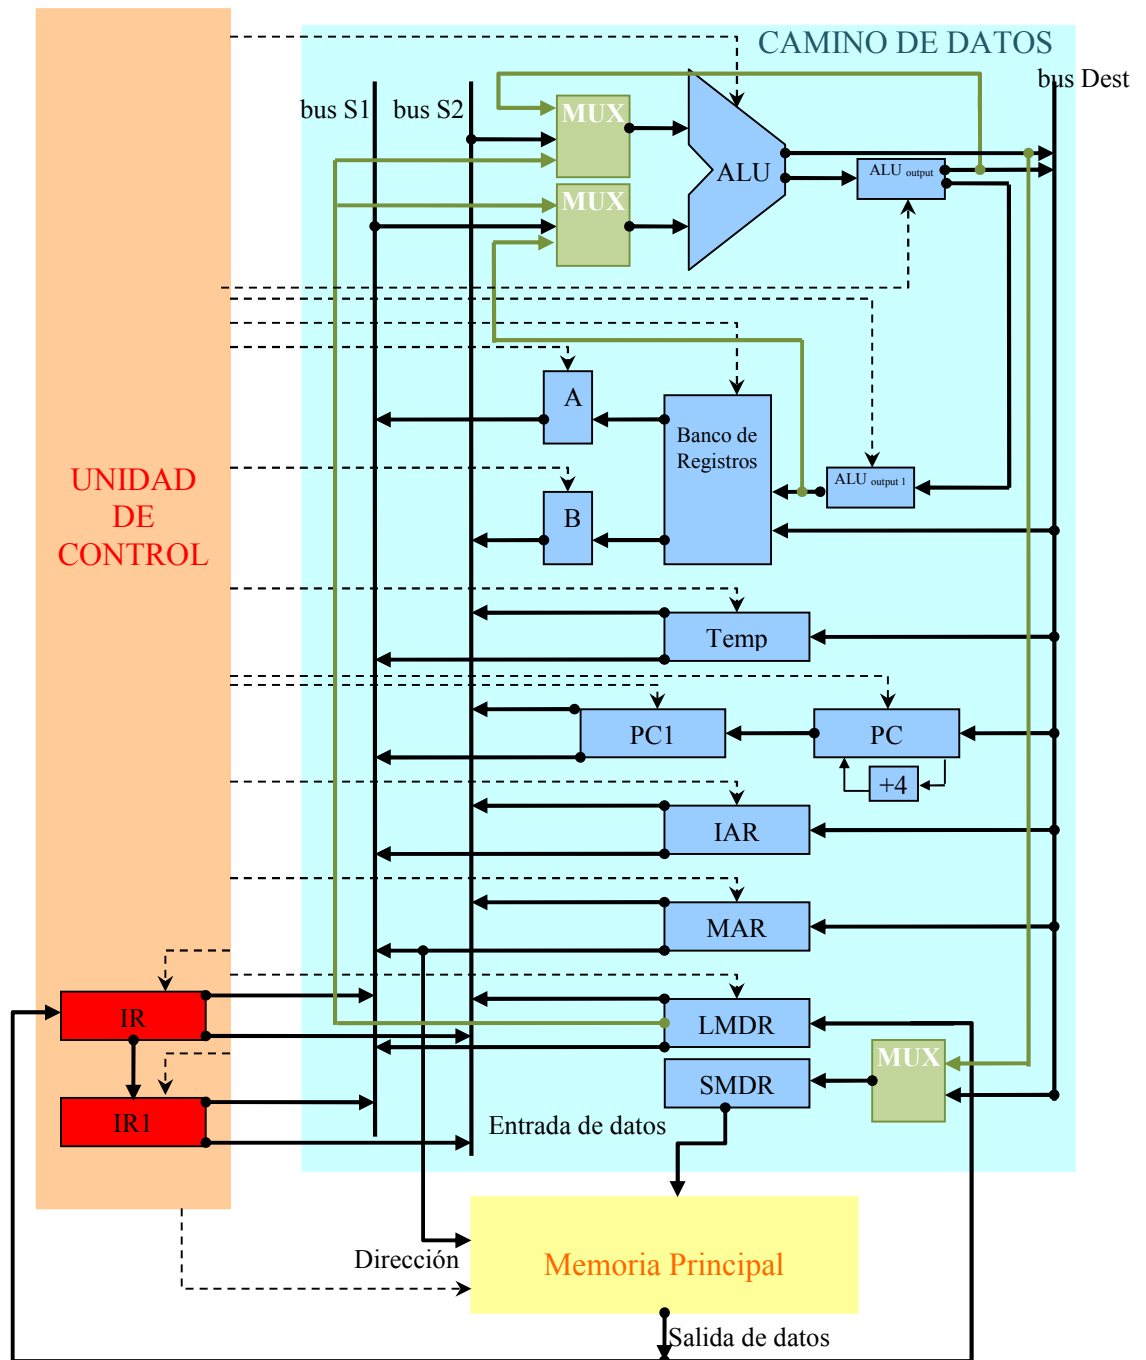 CAMINO DE DATOS
bus S1
bus S2
bus Dest
MUX
ALU
ALU output
MUX
UNIDAD
DE
CONTROL
A
Banco de
Registros
ALU output 1
B
Temp
PC1
PC
+4
IAR
MAR
IR
LMDR
MUX
SMDR
IR1
Entrada de datos
Dirección
Memoria Principal
Salida de datos